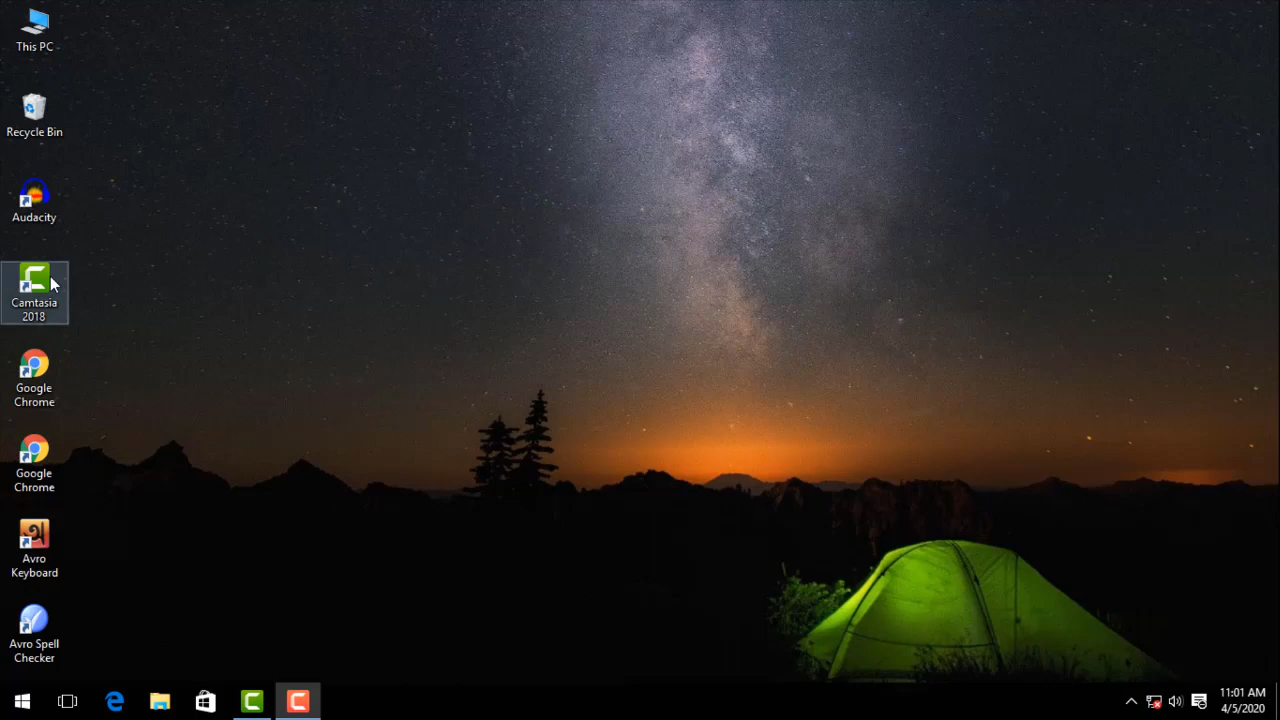 This PC
Recycle Bin
Audacity
Camtasia
2018
Google
Chrome
Google
Chrome
Avro
Keyboard
Avro Spell
Checker
11:01 AM
4/5/2020